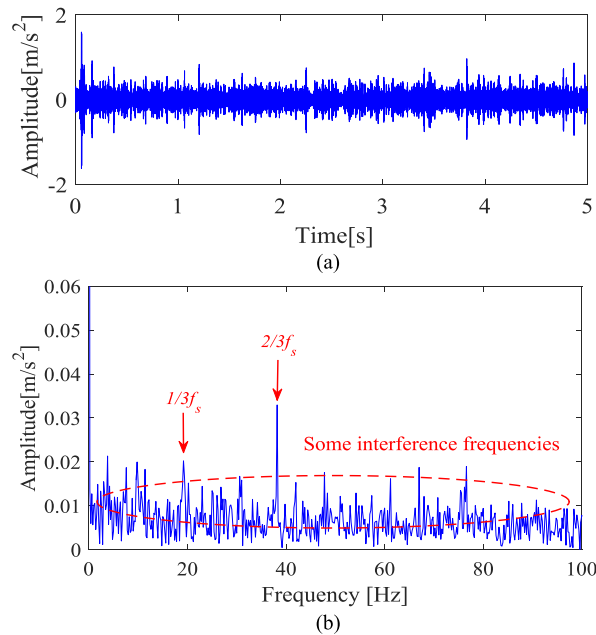 2
0
-2
Amplitude[m/s²]
0 1 2 3 4 5
Time[s]
(a)
0.06
0.05
0.04
0.03
0.02
0.01
0
Amplitude[m/s²]
2/3fₛ
1/3fₛ
Some interference frequencies
0 20 40 60 80 100
Frequency [Hz]
(b)